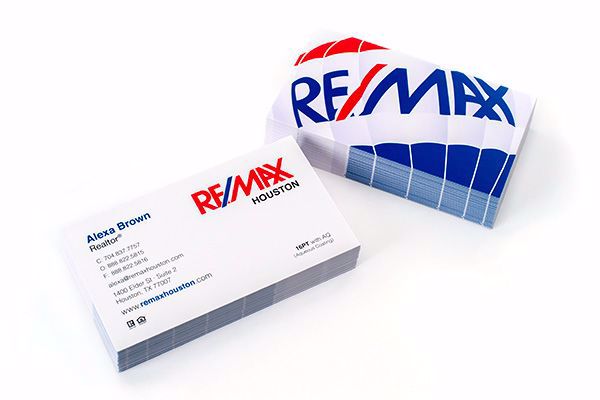 RE/MAX
RE/MAX
HOUSTON
Alexa Brown
Realtor®
C: 704.837.7757
O: 888.822.5815
F: 888.822.5816
alexa@remaxhouston.com
1400 Elder St · Suite 2
Houston, TX 77007
www.remaxhouston.com
16PT with AQ
(Aqueous Coating)